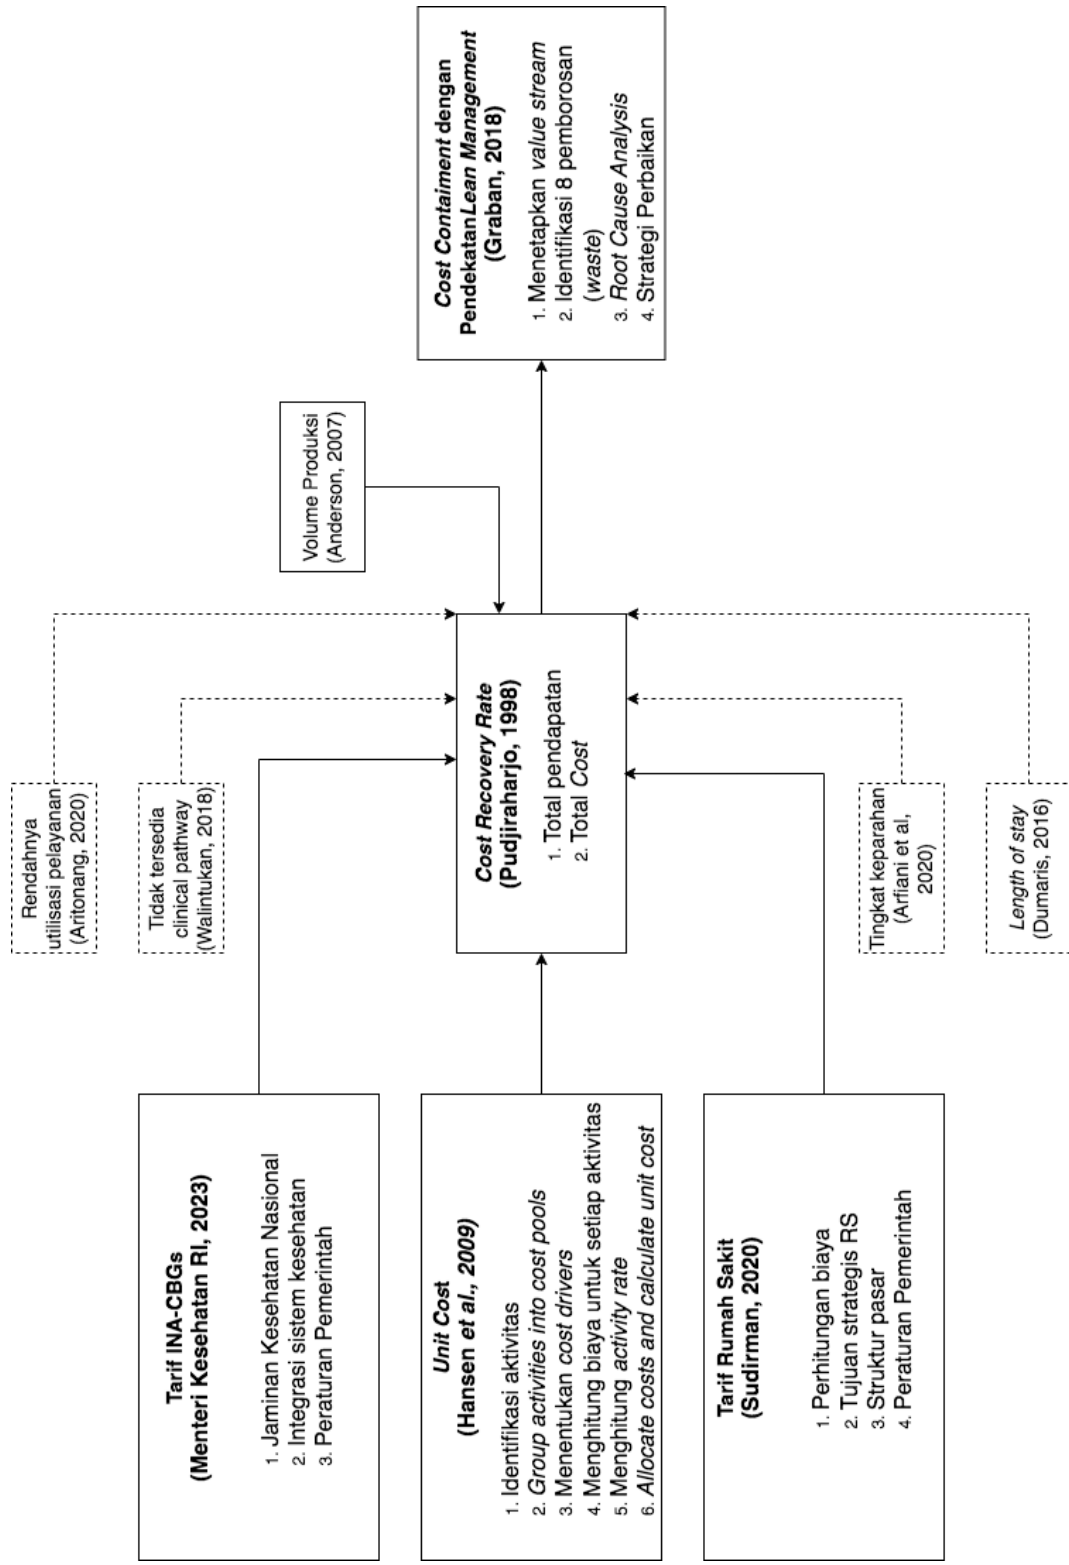 Rendahnya
utilisasi pelayanan
(Aritonang, 2020)
Tidak tersedia
clinical pathway
(Walintukan, 2018)
Tarif INA-CBGs
(Menteri Kesehatan RI, 2023)
1. Jaminan Kesehatan Nasional
2. Integrasi sistem kesehatan
3. Peraturan Pemerintah
Volume Produksi
(Anderson, 2007)
Unit Cost
(Hansen et al., 2009)
1. Identifikasi aktivitas
2. Group activities into cost pools
3. Menentukan cost drivers
4. Menghitung biaya untuk setiap aktivitas
5. Menghitung activity rate
6. Allocate costs and calculate unit cost
Cost Recovery Rate
(Pudjiraharjo, 1998)
1. Total pendapatan
2. Total Cost
Cost Contaiment dengan
Pendekatan Lean Management
(Graban, 2018)
1. Menetapkan value stream
2. Identifikasi 8 pemborosan
(waste)
3. Root Cause Analysis
4. Strategi Perbaikan
Tarif Rumah Sakit
(Sudirman, 2020)
1. Perhitungan biaya
2. Tujuan strategis RS
3. Struktur pasar
4. Peraturan Pemerintah
Tingkat keparahan
(Arfiani et al,
2020)
Length of stay
(Dumaris, 2016)